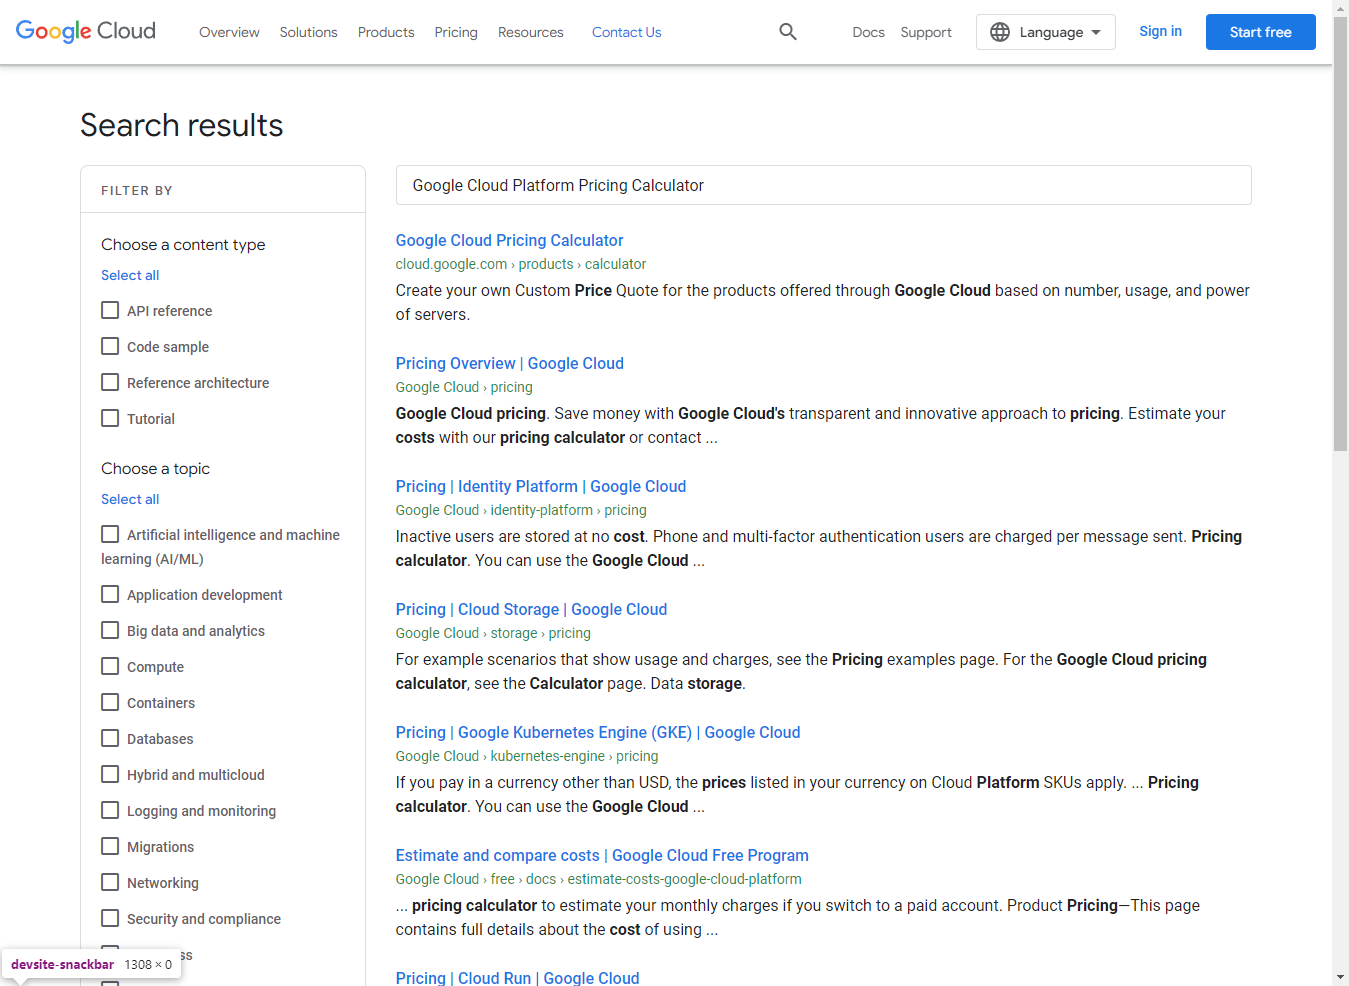 Google Cloud Overview Solutions Products Pricing Resources Contact Us Docs Support Language Sign in Start free
Search results
FILTER BY
Choose a content type
Select all
API reference
Code sample
Reference architecture
Tutorial
Choose a topic
Select all
Artificial intelligence and machine
learning (AI/ML)
Application development
Big data and analytics
Compute
Containers
Databases
Hybrid and multicloud
Logging and monitoring
Migrations
Networking
Security and compliance
devsite-snackbar 1308 × 0
Google Cloud Platform Pricing Calculator
Google Cloud Pricing Calculator
cloud.google.com › products › calculator
Create your own Custom Price Quote for the products offered through Google Cloud based on number, usage, and power
of servers.
Pricing Overview | Google Cloud
Google Cloud › pricing
Google Cloud pricing. Save money with Google Cloud's transparent and innovative approach to pricing. Estimate your
costs with our pricing calculator or contact ...
Pricing | Identity Platform | Google Cloud
Google Cloud › identity-platform › pricing
Inactive users are stored at no cost. Phone and multi-factor authentication users are charged per message sent. Pricing
calculator. You can use the Google Cloud ...
Pricing | Cloud Storage | Google Cloud
Google Cloud › storage › pricing
For example scenarios that show usage and charges, see the Pricing examples page. For the Google Cloud pricing
calculator, see the Calculator page. Data storage.
Pricing | Google Kubernetes Engine (GKE) | Google Cloud
Google Cloud › kubernetes-engine › pricing
If you pay in a currency other than USD, the prices listed in your currency on Cloud Platform SKUs apply. ... Pricing
calculator. You can use the Google Cloud ...
Estimate and compare costs | Google Cloud Free Program
Google Cloud › free › docs › estimate-costs-google-cloud-platform
... pricing calculator to estimate your monthly charges if you switch to a paid account. Product Pricing—This page
contains full details about the cost of using ...
Pricing | Cloud Run | Google Cloud